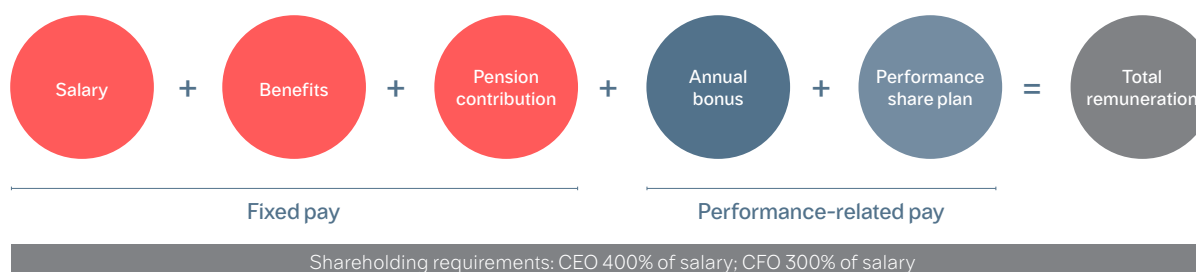 Salary
+
Benefits
+
Pension
contribution
+
Annual
bonus
+
Performance
share plan
=
Total
remuneration
Fixed pay
Performance-related pay
Shareholding requirements: CEO 400% of salary; CFO 300% of salary